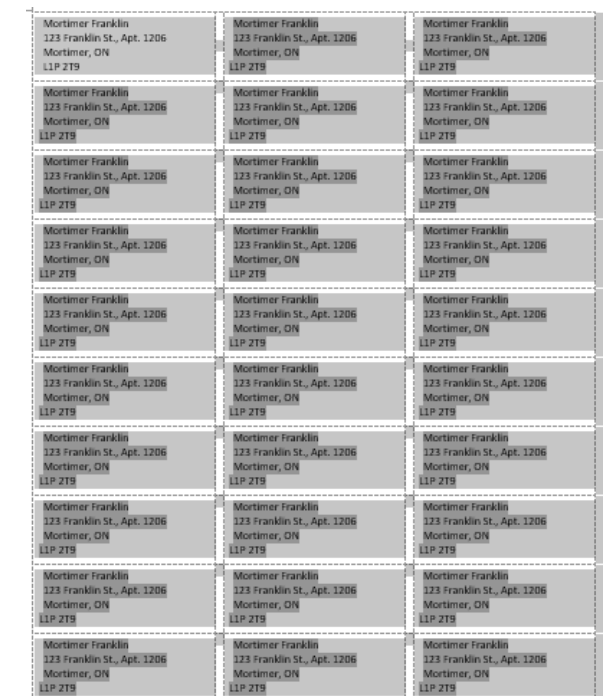 Mortimer Franklin
123 Franklin St., Apt. 1206
Mortimer, ON
L1P 2T9
Mortimer Franklin
123 Franklin St., Apt. 1206
Mortimer, ON
L1P 2T9
Mortimer Franklin
123 Franklin St., Apt. 1206
Mortimer, ON
L1P 2T9
Mortimer Franklin
123 Franklin St., Apt. 1206
Mortimer, ON
L1P 2T9
Mortimer Franklin
123 Franklin St., Apt. 1206
Mortimer, ON
L1P 2T9
Mortimer Franklin
123 Franklin St., Apt. 1206
Mortimer, ON
L1P 2T9
Mortimer Franklin
123 Franklin St., Apt. 1206
Mortimer, ON
L1P 2T9
Mortimer Franklin
123 Franklin St., Apt. 1206
Mortimer, ON
L1P 2T9
Mortimer Franklin
123 Franklin St., Apt. 1206
Mortimer, ON
L1P 2T9
Mortimer Franklin
123 Franklin St., Apt. 1206
Mortimer, ON
L1P 2T9
Mortimer Franklin
123 Franklin St., Apt. 1206
Mortimer, ON
L1P 2T9
Mortimer Franklin
123 Franklin St., Apt. 1206
Mortimer, ON
L1P 2T9
Mortimer Franklin
123 Franklin St., Apt. 1206
Mortimer, ON
L1P 2T9
Mortimer Franklin
123 Franklin St., Apt. 1206
Mortimer, ON
L1P 2T9
Mortimer Franklin
123 Franklin St., Apt. 1206
Mortimer, ON
L1P 2T9
Mortimer Franklin
123 Franklin St., Apt. 1206
Mortimer, ON
L1P 2T9
Mortimer Franklin
123 Franklin St., Apt. 1206
Mortimer, ON
L1P 2T9
Mortimer Franklin
123 Franklin St., Apt. 1206
Mortimer, ON
L1P 2T9
Mortimer Franklin
123 Franklin St., Apt. 1206
Mortimer, ON
L1P 2T9
Mortimer Franklin
123 Franklin St., Apt. 1206
Mortimer, ON
L1P 2T9
Mortimer Franklin
123 Franklin St., Apt. 1206
Mortimer, ON
L1P 2T9
Mortimer Franklin
123 Franklin St., Apt. 1206
Mortimer, ON
L1P 2T9
Mortimer Franklin
123 Franklin St., Apt. 1206
Mortimer, ON
L1P 2T9
Mortimer Franklin
123 Franklin St., Apt. 1206
Mortimer, ON
L1P 2T9
Mortimer Franklin
123 Franklin St., Apt. 1206
Mortimer, ON
L1P 2T9
Mortimer Franklin
123 Franklin St., Apt. 1206
Mortimer, ON
L1P 2T9
Mortimer Franklin
123 Franklin St., Apt. 1206
Mortimer, ON
L1P 2T9
Mortimer Franklin
123 Franklin St., Apt. 1206
Mortimer, ON
L1P 2T9
Mortimer Franklin
123 Franklin St., Apt. 1206
Mortimer, ON
L1P 2T9
Mortimer Franklin
123 Franklin St., Apt. 1206
Mortimer, ON
L1P 2T9